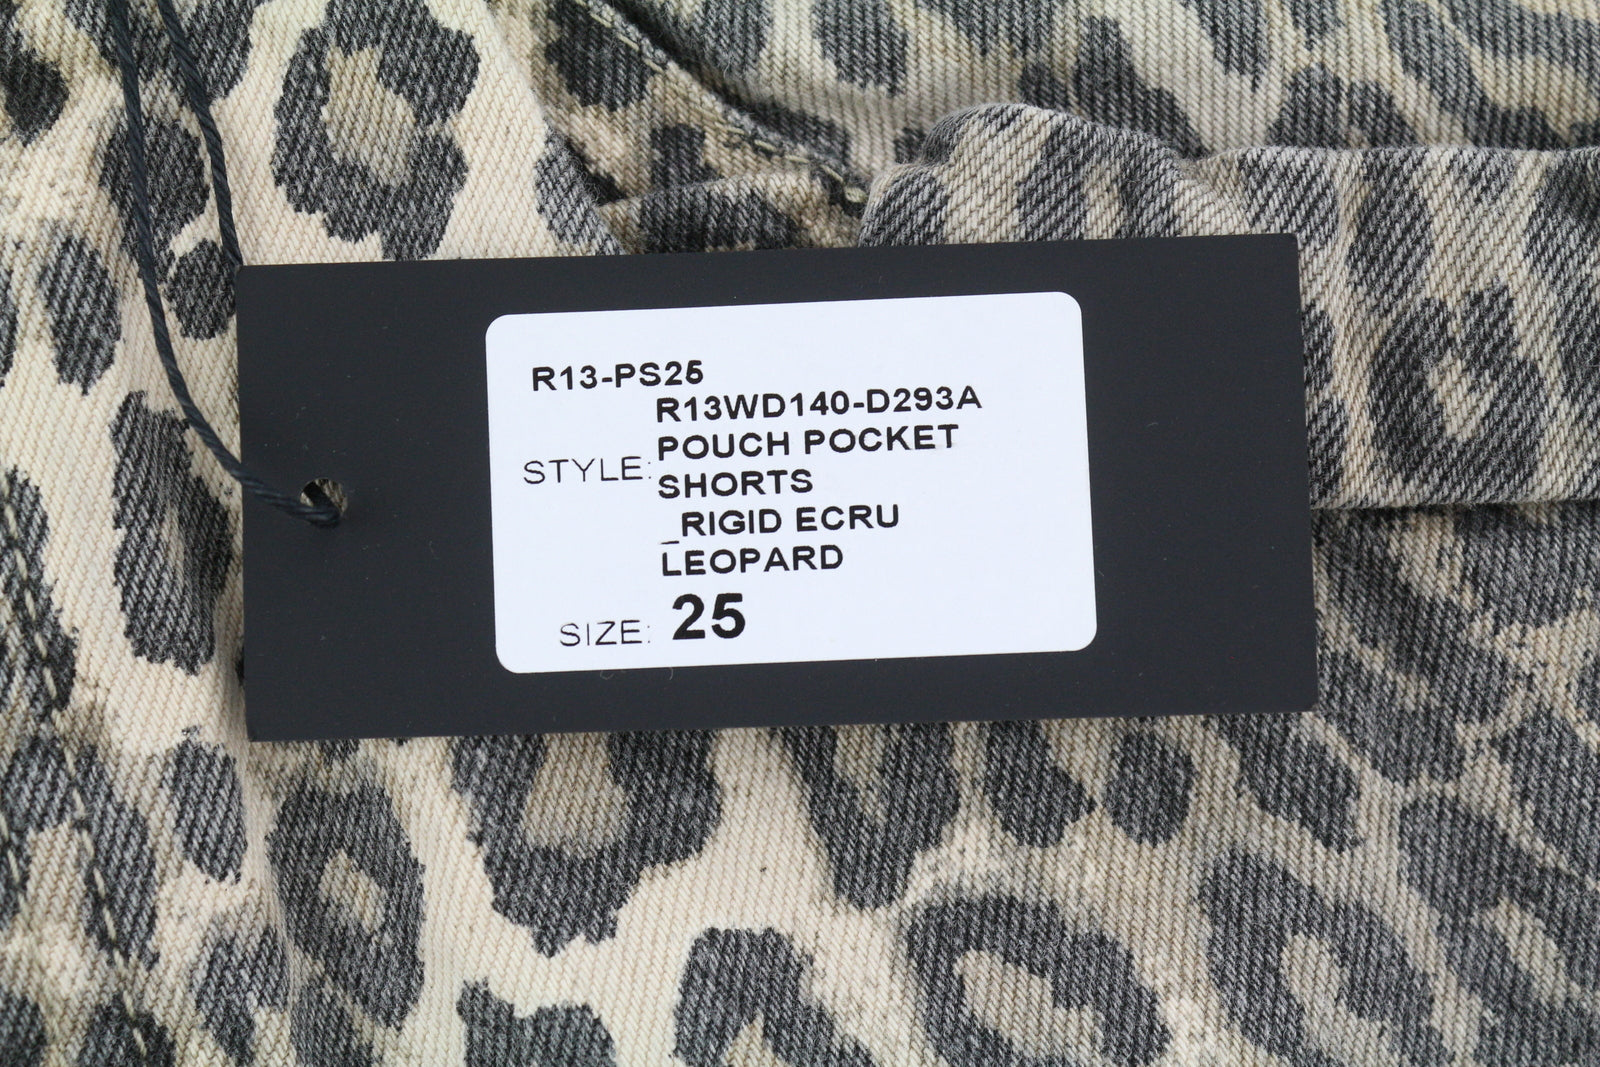 R13-PS25
R13WD140-D293A
POUCH POCKET
STYLE: SHORTS
_RIGID ECRU
LEOPARD
SIZE: 25